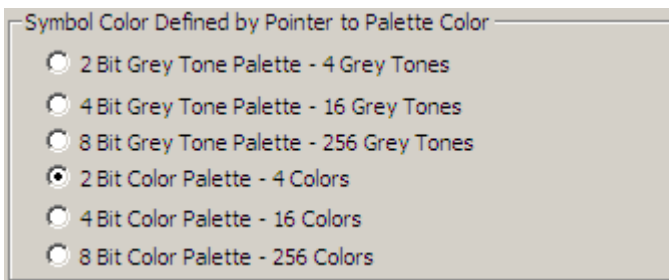 Symbol Color Defined by Pointer to Palette Color
2 Bit Grey Tone Palette - 4 Grey Tones
4 Bit Grey Tone Palette - 16 Grey Tones
8 Bit Grey Tone Palette - 256 Grey Tones
2 Bit Color Palette - 4 Colors
4 Bit Color Palette - 16 Colors
8 Bit Color Palette - 256 Colors